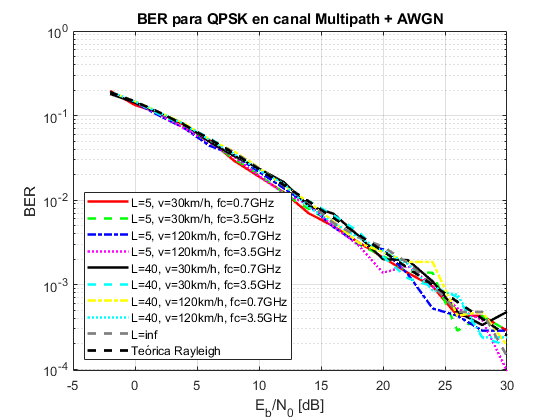 BER para QPSK en canal Multipath + AWGN
10^0
10^-1
10^-2
10^-3
10^-4
BER
L=5, v=30km/h, fc=0.7GHz
L=5, v=30km/h, fc=3.5GHz
L=5, v=120km/h, fc=0.7GHz
L=5, v=120km/h, fc=3.5GHz
L=40, v=30km/h, fc=0.7GHz
L=40, v=30km/h, fc=3.5GHz
L=40, v=120km/h, fc=0.7GHz
L=40, v=120km/h, fc=3.5GHz
L=inf
Teórica Rayleigh
-5 0 5 10 15 20 25 30
E_b/N_0 [dB]